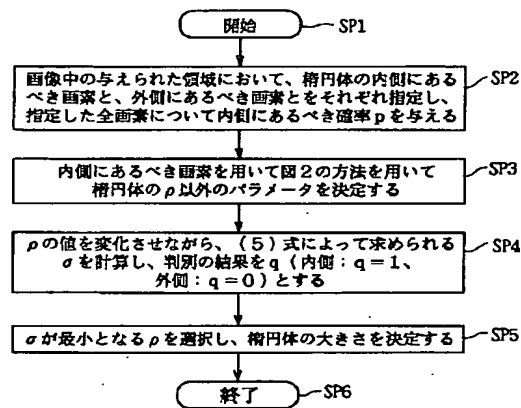 開始
SP1
画像中の与えられた領域において、楕円体の内側にある
べき画素と、外側にあるべき画素とをそれぞれ指定し、
指定した全画素について内側にあるべき確率pを与える
SP2
内側にあるべき画素を用いて図2の方法を用いて
楕円体のρ以外のパラメータを決定する
SP3
ρの値を変化させながら、(5)式によって求められる
σを計算し、判別の結果をq(内側:q=1、
外側:q=0)とする
SP4
σが最小となるρを選択し、楕円体の大きさを決定する
SP5
終了
SP6